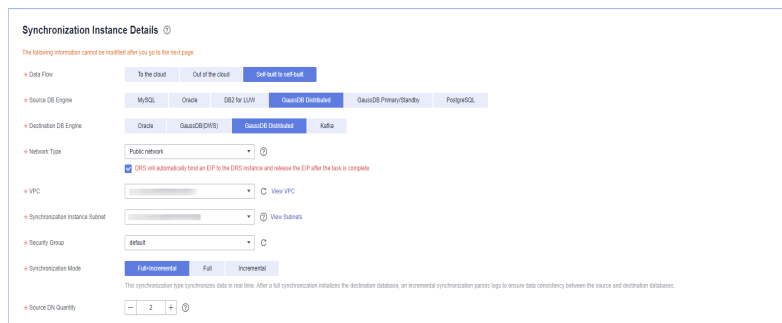 Synchronization Instance Details
The following information cannot be modified after you go to the next page.
* Data Flow To the cloud Out of the cloud Self-built to self-built
* Source DB Engine MySQL Oracle DB2 for LUW GaussDB Distributed GaussDB Primary/Standby PostgreSQL
* Destination DB Engine Oracle GaussDB(DWS) GaussDB Distributed Kafka
* Network Type Public network
DRS will automatically bind an EIP to the DRS instance and release the EIP after the task is complete.
* VPC View VPC
* Synchronization Instance Subnet View Subnets
* Security Group default
* Synchronization Mode Full+Incremental Full Incremental
This synchronization type synchronizes data in real time. After a full synchronization initializes the destination database, an incremental synchronization parses logs to ensure data consistency between the source and destination databases.
* Source DN Quantity − 2 +